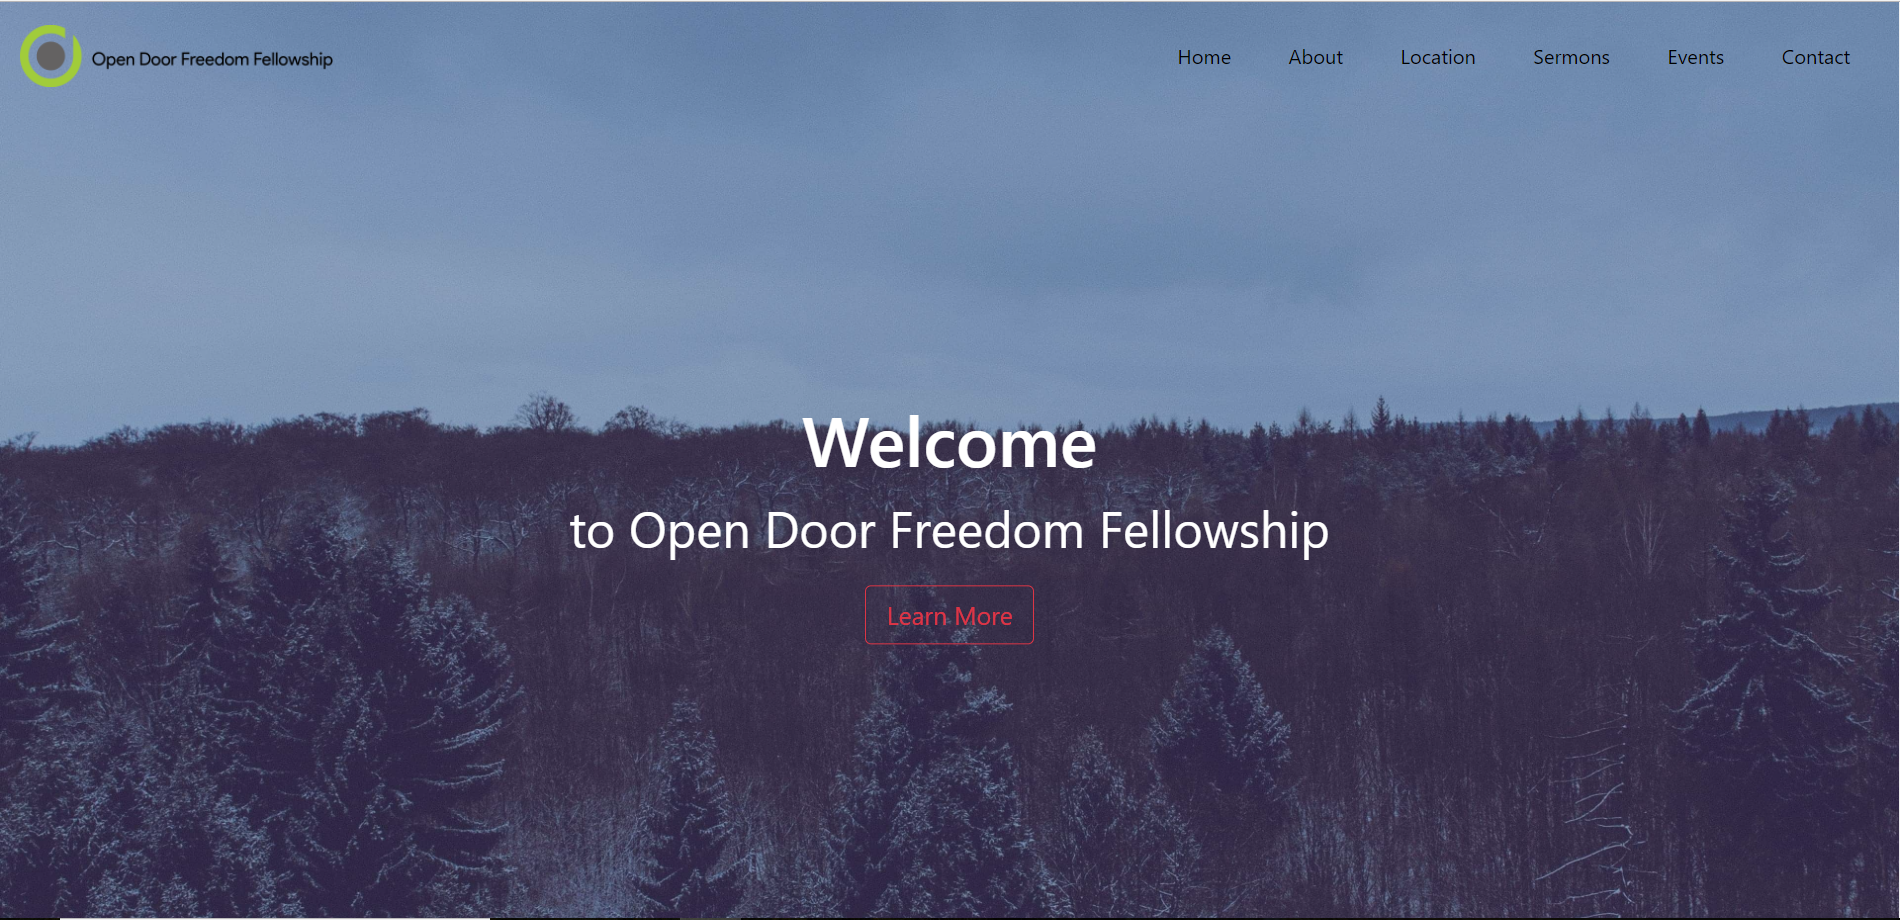 Open Door Freedom Fellowship
Home About Location Sermons Events Contact
Welcome
to Open Door Freedom Fellowship
Learn More